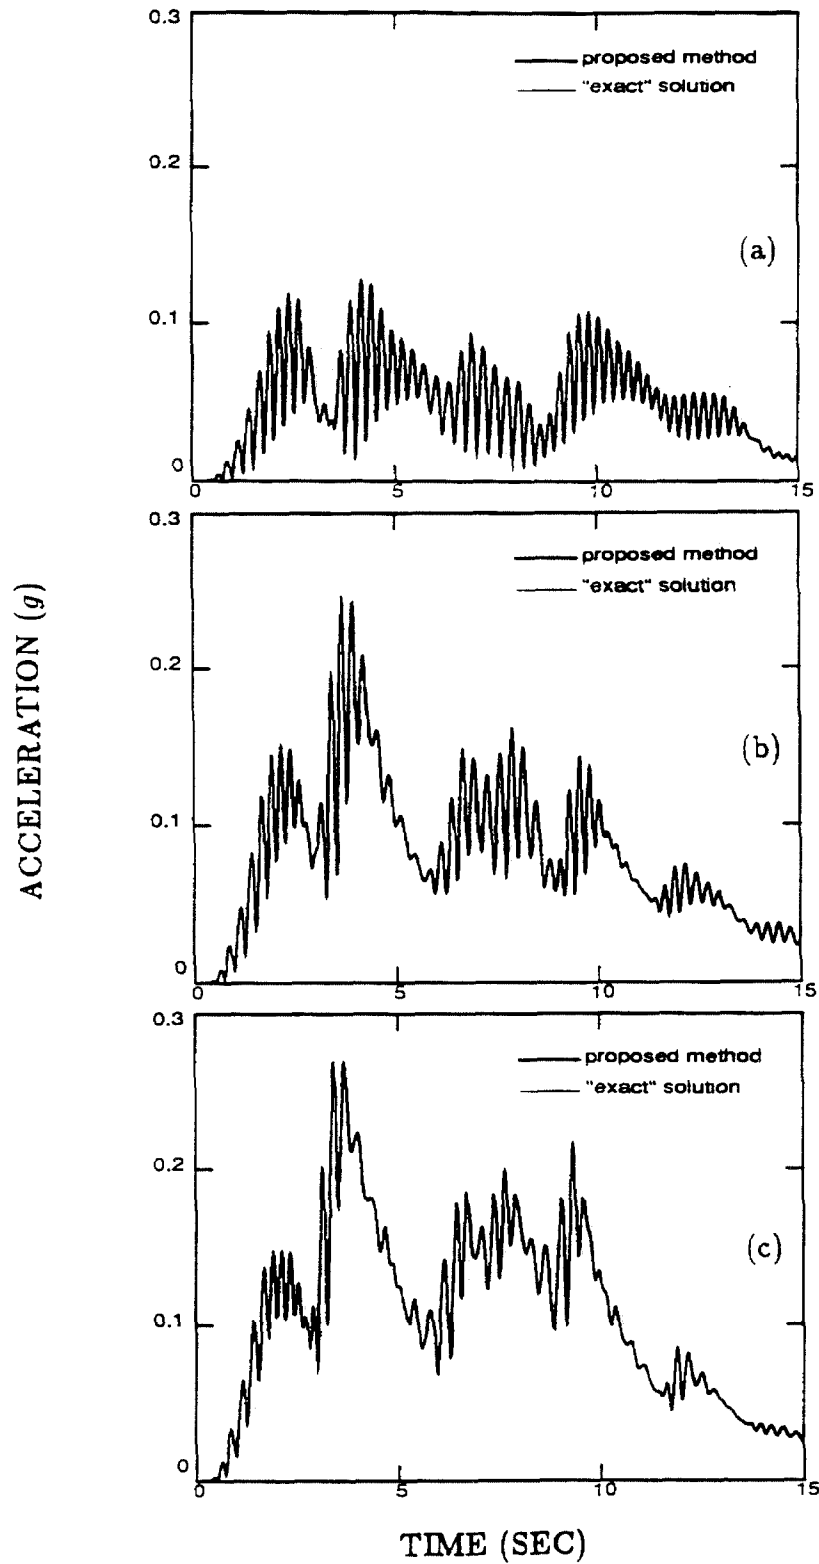 0.3
proposed method
"exact" solution
0.2
(a)
0.1
0
0 5 10 15
0.3
proposed method
"exact" solution
0.2
(b)
0.1
0
0 5 10 15
0.3
proposed method
"exact" solution
0.2
(c)
0.1
0
0 5 10 15
ACCELERATION (g)
TIME (SEC)